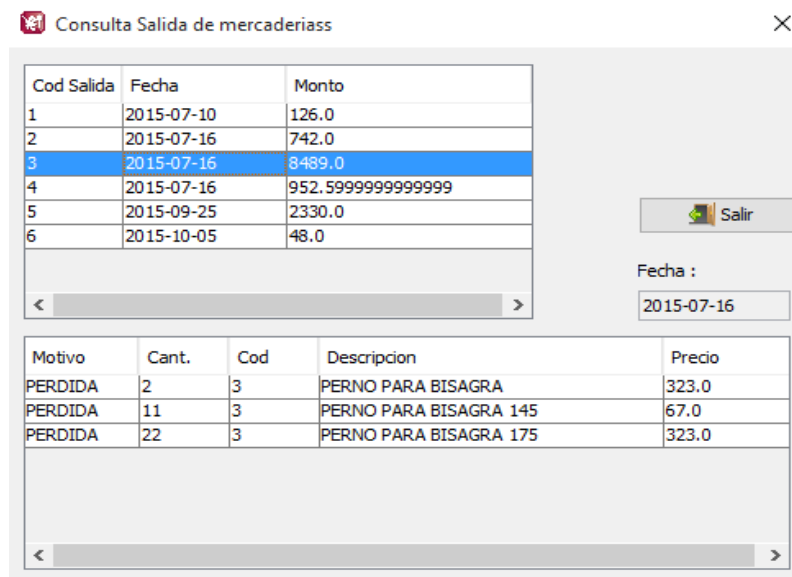 Consulta Salida de mercaderiass
Cod Salida Fecha Monto
1 2015-07-10 126.0
2 2015-07-16 742.0
3 2015-07-16 8489.0
4 2015-07-16 952.5999999999999
5 2015-09-25 2330.0
6 2015-10-05 48.0
Salir
Fecha :
2015-07-16
Motivo Cant. Cod Descripcion Precio
PERDIDA 2 3 PERNO PARA BISAGRA 323.0
PERDIDA 11 3 PERNO PARA BISAGRA 145 67.0
PERDIDA 22 3 PERNO PARA BISAGRA 175 323.0